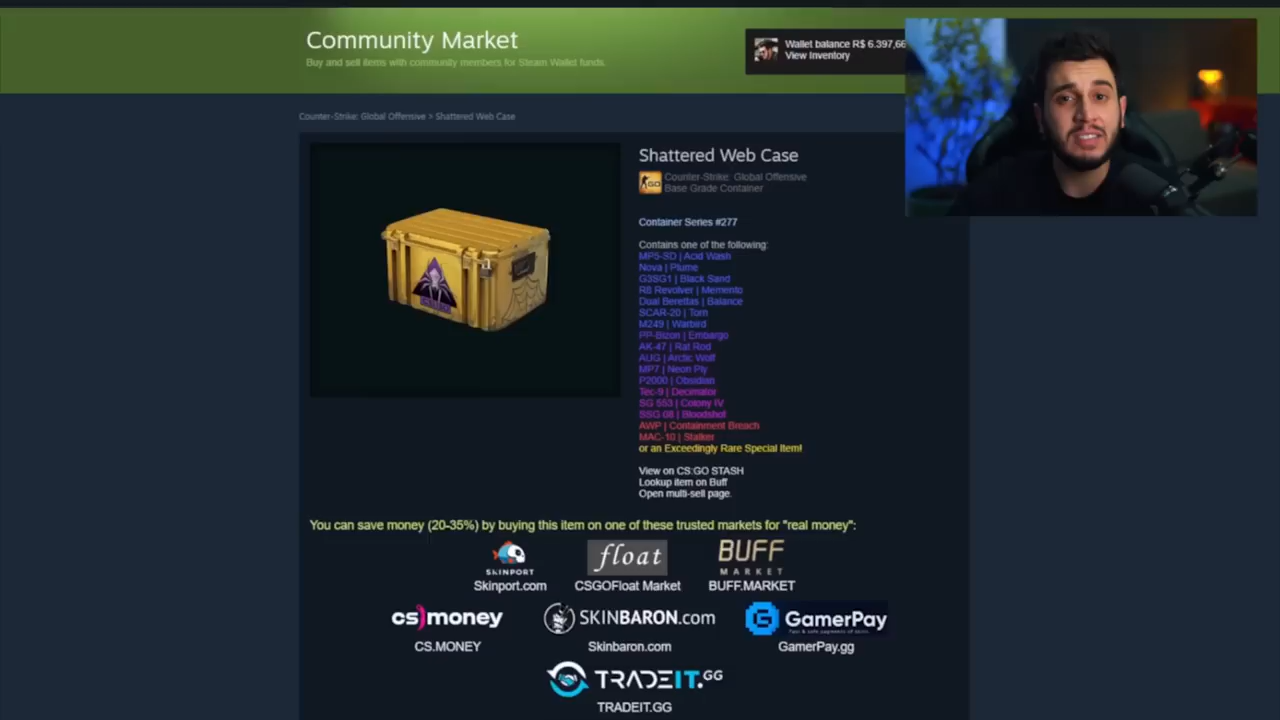 Community Market
Buy and sell items with community members for Steam Wallet funds.
Wallet balance R$ 6.397,66
View Inventory
Counter-Strike: Global Offensive > Shattered Web Case
Shattered Web Case
Counter-Strike: Global Offensive
Base Grade Container
Container Series #277
Contains one of the following:
MP5-SD | Acid Wash
Nova | Plume
G3SG1 | Black Sand
R8 Revolver | Memento
Dual Berettas | Balance
SCAR-20 | Torn
M249 | Warbird
PP-Bizon | Embargo
AK-47 | Rat Rod
AUG | Arctic Wolf
MP7 | Neon Ply
P2000 | Obsidian
Tec-9 | Decimator
SG 553 | Colony IV
SSG 08 | Bloodshot
AWP | Containment Breach
MAC-10 | Stalker
or an Exceedingly Rare Special Item!
View on CS:GO STASH
Lookup item on Buff
Open multi-sell page.
You can save money (20-35%) by buying this item on one of these trusted markets for "real money":
SKINPORT
float
BUFF
MARKET
Skinport.com
CSGOFloat Market
BUFF.MARKET
cs)money
SKINBARON.com
GamerPay
CS.MONEY
Skinbaron.com
GamerPay.gg
TRADEIT.GG
TRADEIT.GG